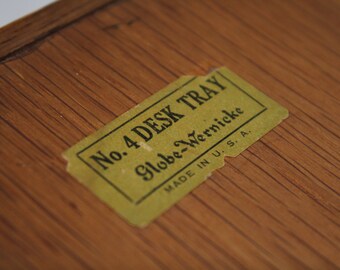 No. 4 DESK TRAY
Globe-Wernicke
MADE IN U. S. A.